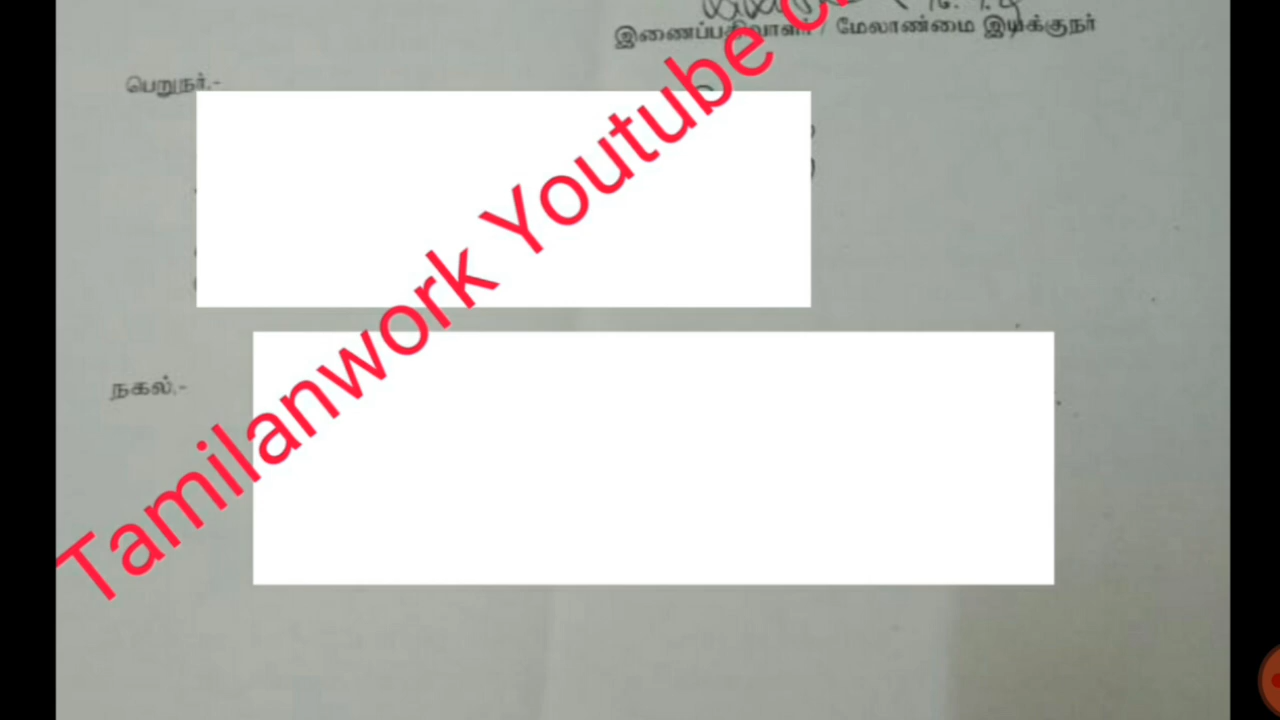 இணைப்பதிவாளர் / மேலாண்மை இயக்குநர்
பெறுநர்.-
நகல்.-
Tamilanwork Youtube